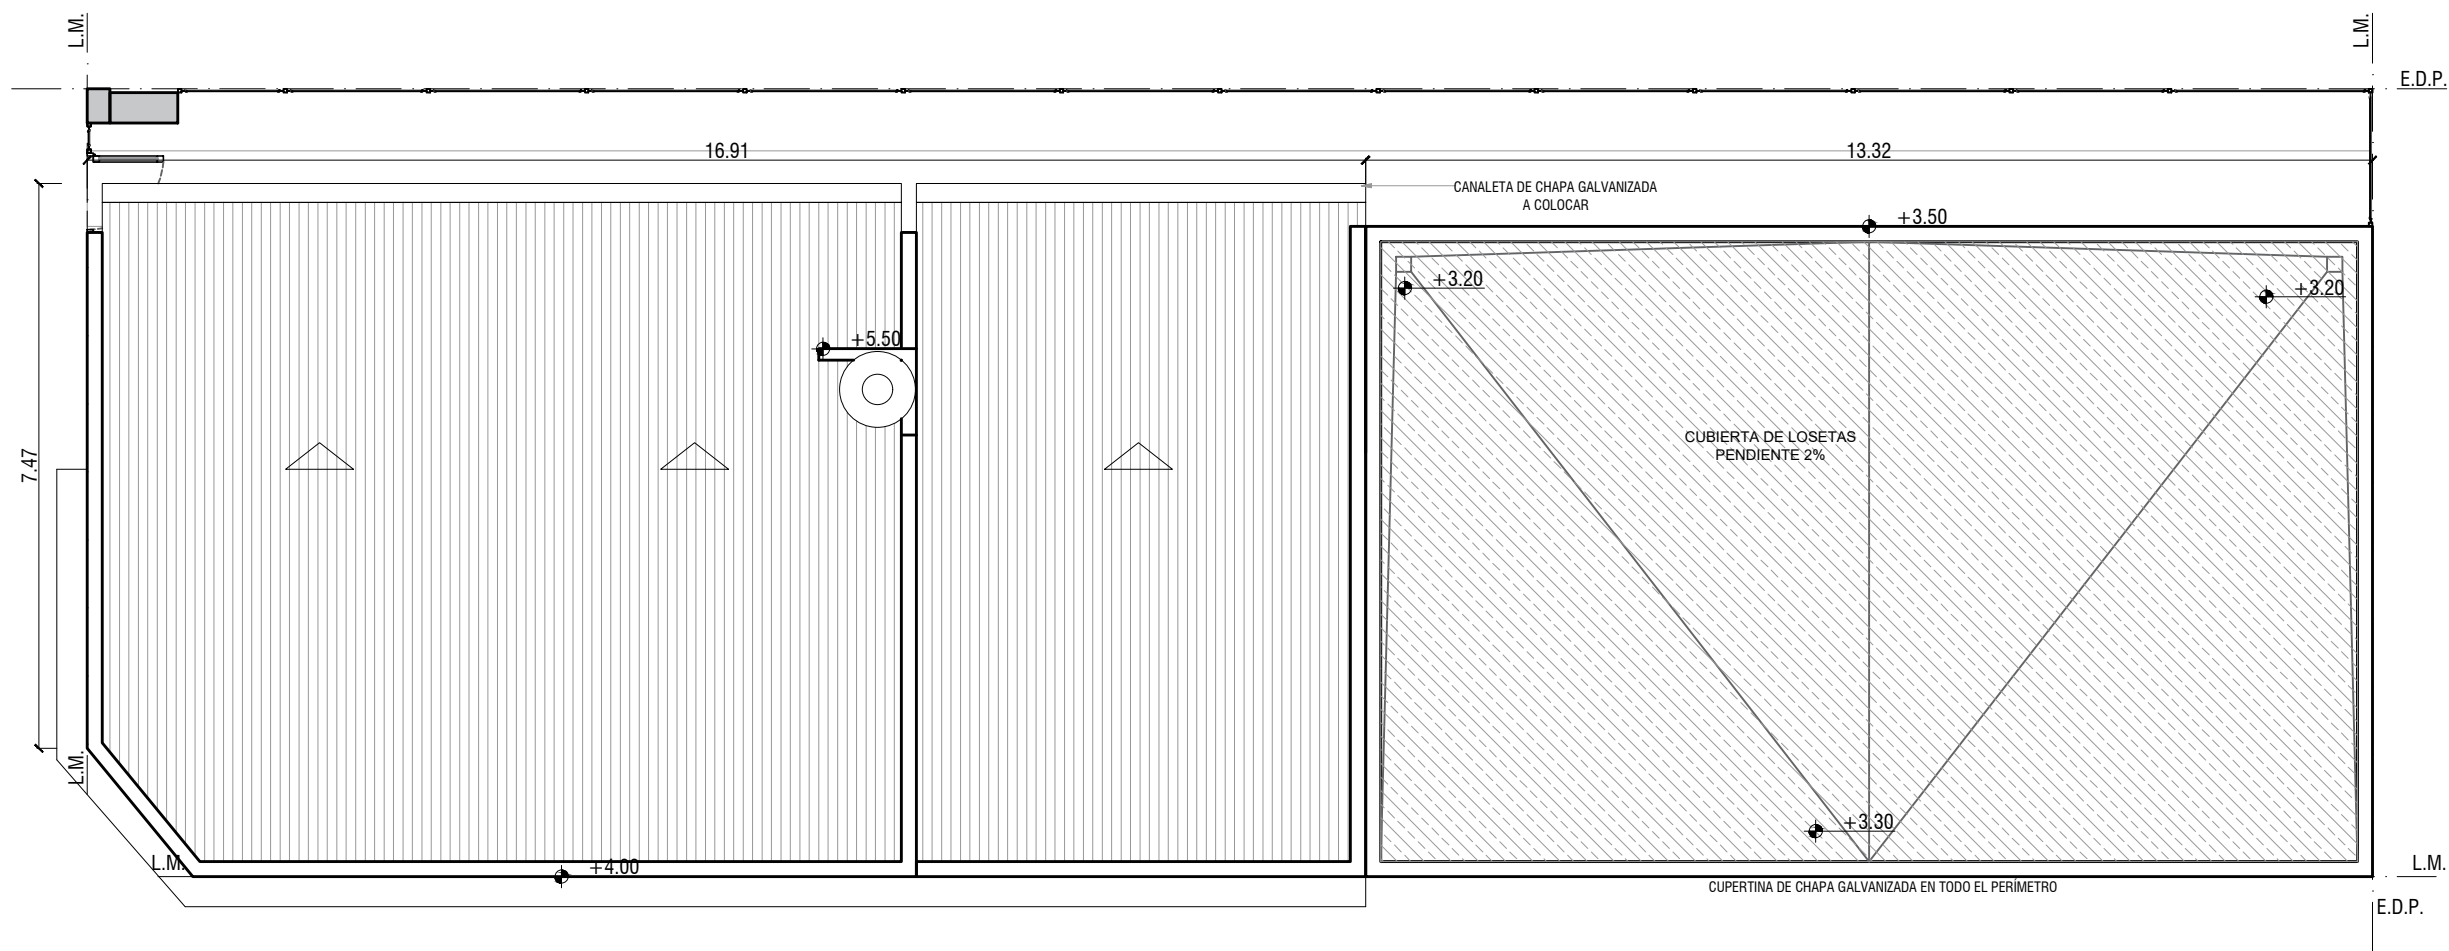 L.M.
L.M.
E.D.P.
16.91
13.32
CANALETA DE CHAPA GALVANIZADA
A COLOCAR
+3.50
+3.20
+3.20
+5.50
CUBIERTA DE LOSETAS
PENDIENTE 2%
7.47
L.M.
+3.30
L.M.
+4.00
L.M.
CUPERTINA DE CHAPA GALVANIZADA EN TODO EL PERÍMETRO
E.D.P.